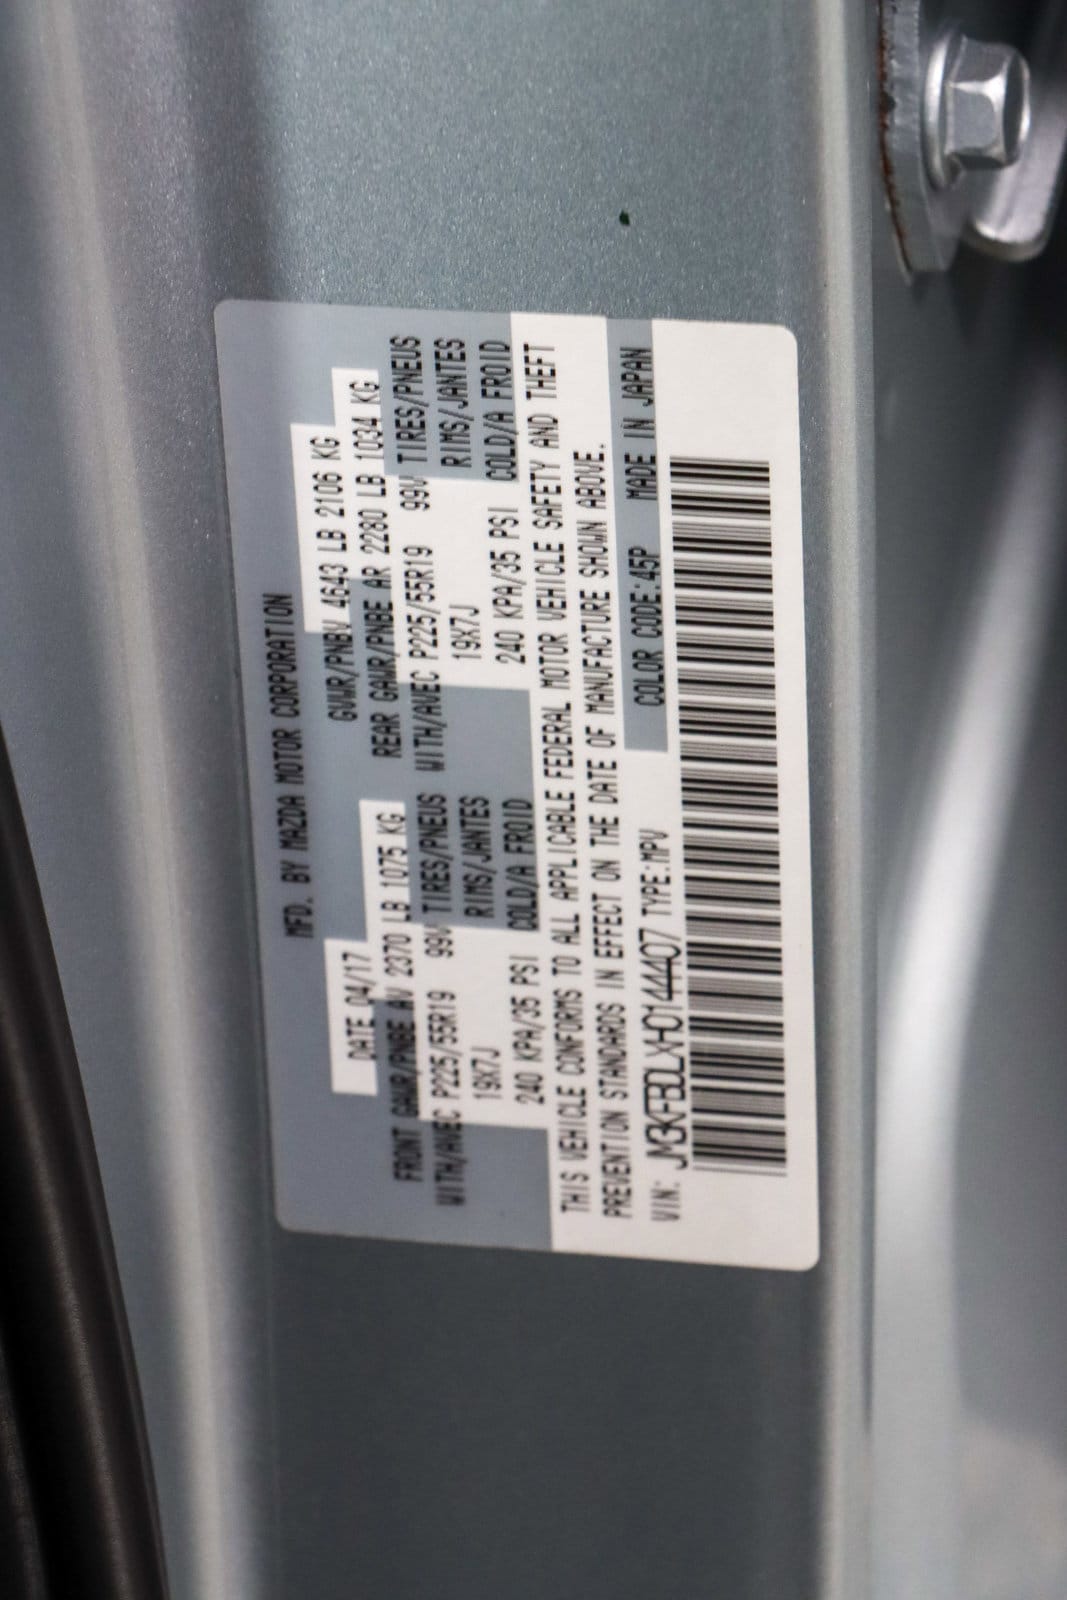 MFD. BY MAZDA MOTOR CORPORATION
DATE 04/17 GVWR/PNBV 4643 LB 2106 KG
FRONT GAWR/PNBE AV 2370 LB 1075 KG REAR GAWR/PNBE AR 2280 LB 1034 KG
WITH/AVEC P225/55R19 99V TIRES/PNEUS WITH/AVEC P225/55R19 99V TIRES/PNEUS
19X7J RIMS/JANTES 19X7J RIMS/JANTES
240 KPA/35 PSI COLD/A FROID 240 KPA/35 PSI COLD/A FROID
THIS VEHICLE CONFORMS TO ALL APPLICABLE FEDERAL MOTOR VEHICLE SAFETY AND THEFT
PREVENTION STANDARDS IN EFFECT ON THE DATE OF MANUFACTURE SHOWN ABOVE.
VIN: JM3KFBDLXH0144407 TYPE:MPV COLOR CODE:45P MADE IN JAPAN